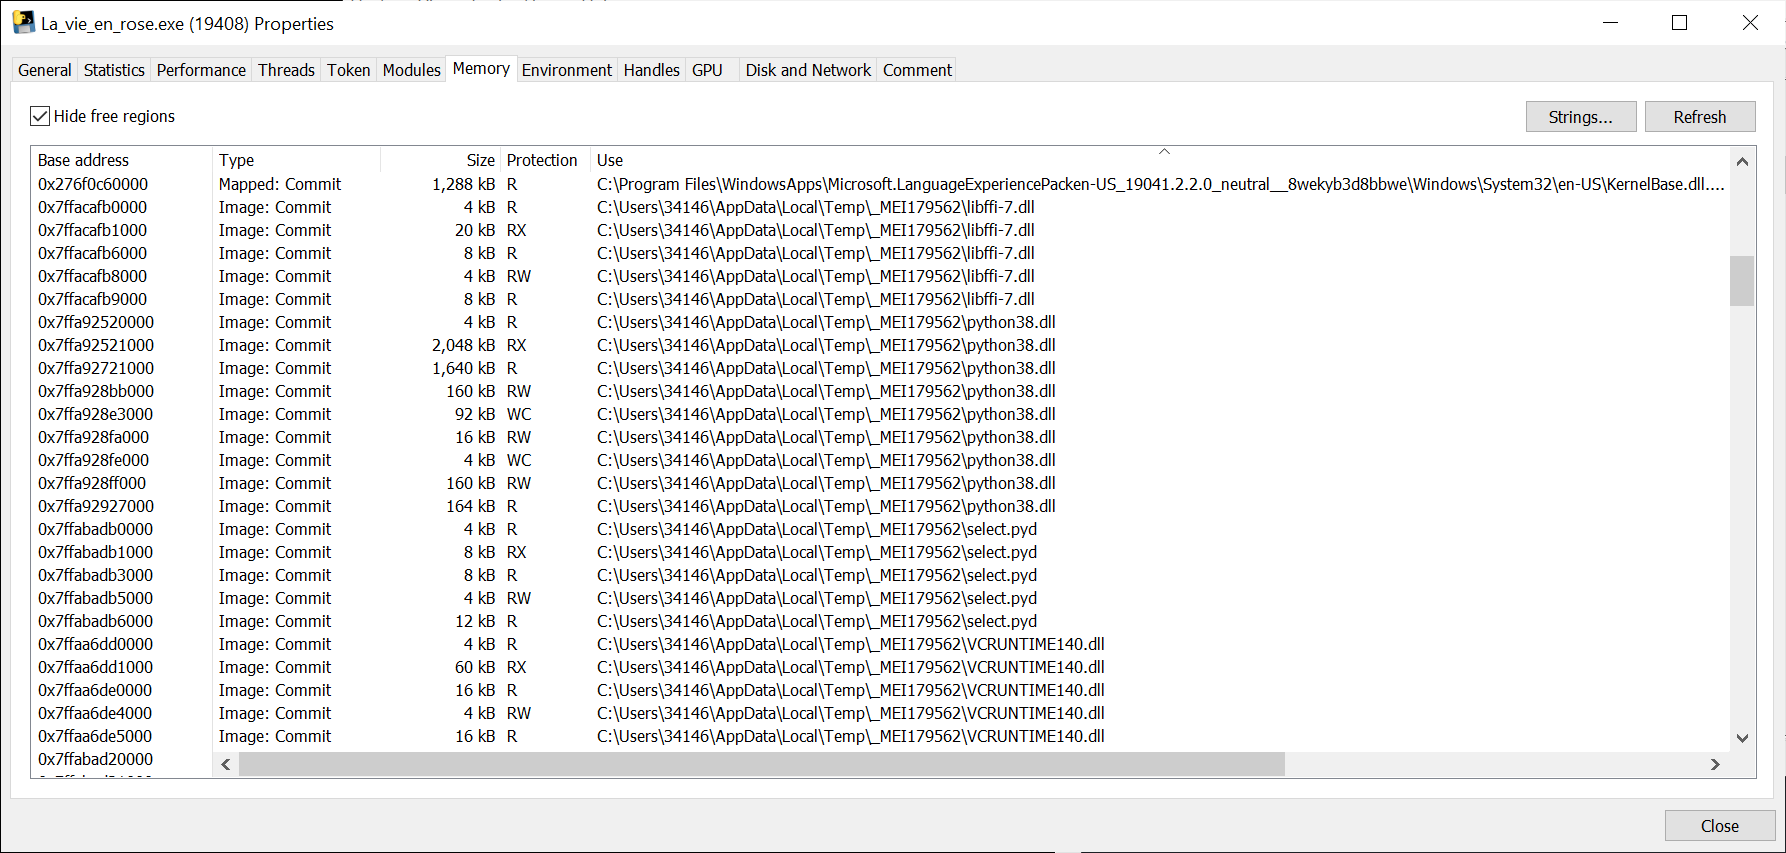 La_vie_en_rose.exe (19408) Properties
General Statistics Performance Threads Token Modules Memory Environment Handles GPU Disk and Network Comment
Hide free regions Strings... Refresh
Base address Type Size Protection Use
0x276f0c60000 Mapped: Commit 1,288 kB R C:\Program Files\WindowsApps\Microsoft.LanguageExperiencePacken-US_19041.2.2.0_neutral__8wekyb3d8bbwe\Windows\System32\en-US\KernelBase.dll....
0x7ffacafb0000 Image: Commit 4 kB R C:\Users\34146\AppData\Local\Temp\_MEI179562\libffi-7.dll
0x7ffacafb1000 Image: Commit 20 kB RX C:\Users\34146\AppData\Local\Temp\_MEI179562\libffi-7.dll
0x7ffacafb6000 Image: Commit 8 kB R C:\Users\34146\AppData\Local\Temp\_MEI179562\libffi-7.dll
0x7ffacafb8000 Image: Commit 4 kB RW C:\Users\34146\AppData\Local\Temp\_MEI179562\libffi-7.dll
0x7ffacafb9000 Image: Commit 8 kB R C:\Users\34146\AppData\Local\Temp\_MEI179562\libffi-7.dll
0x7ffa92520000 Image: Commit 4 kB R C:\Users\34146\AppData\Local\Temp\_MEI179562\python38.dll
0x7ffa92521000 Image: Commit 2,048 kB RX C:\Users\34146\AppData\Local\Temp\_MEI179562\python38.dll
0x7ffa92721000 Image: Commit 1,640 kB R C:\Users\34146\AppData\Local\Temp\_MEI179562\python38.dll
0x7ffa928bb000 Image: Commit 160 kB RW C:\Users\34146\AppData\Local\Temp\_MEI179562\python38.dll
0x7ffa928e3000 Image: Commit 92 kB WC C:\Users\34146\AppData\Local\Temp\_MEI179562\python38.dll
0x7ffa928fa000 Image: Commit 16 kB RW C:\Users\34146\AppData\Local\Temp\_MEI179562\python38.dll
0x7ffa928fe000 Image: Commit 4 kB WC C:\Users\34146\AppData\Local\Temp\_MEI179562\python38.dll
0x7ffa928ff000 Image: Commit 160 kB RW C:\Users\34146\AppData\Local\Temp\_MEI179562\python38.dll
0x7ffa92927000 Image: Commit 164 kB R C:\Users\34146\AppData\Local\Temp\_MEI179562\python38.dll
0x7ffabadb0000 Image: Commit 4 kB R C:\Users\34146\AppData\Local\Temp\_MEI179562\select.pyd
0x7ffabadb1000 Image: Commit 8 kB RX C:\Users\34146\AppData\Local\Temp\_MEI179562\select.pyd
0x7ffabadb3000 Image: Commit 8 kB R C:\Users\34146\AppData\Local\Temp\_MEI179562\select.pyd
0x7ffabadb5000 Image: Commit 4 kB RW C:\Users\34146\AppData\Local\Temp\_MEI179562\select.pyd
0x7ffabadb6000 Image: Commit 12 kB R C:\Users\34146\AppData\Local\Temp\_MEI179562\select.pyd
0x7ffaa6dd0000 Image: Commit 4 kB R C:\Users\34146\AppData\Local\Temp\_MEI179562\VCRUNTIME140.dll
0x7ffaa6dd1000 Image: Commit 60 kB RX C:\Users\34146\AppData\Local\Temp\_MEI179562\VCRUNTIME140.dll
0x7ffaa6de0000 Image: Commit 16 kB R C:\Users\34146\AppData\Local\Temp\_MEI179562\VCRUNTIME140.dll
0x7ffaa6de4000 Image: Commit 4 kB RW C:\Users\34146\AppData\Local\Temp\_MEI179562\VCRUNTIME140.dll
0x7ffaa6de5000 Image: Commit 16 kB R C:\Users\34146\AppData\Local\Temp\_MEI179562\VCRUNTIME140.dll
0x7ffabad20000
Close